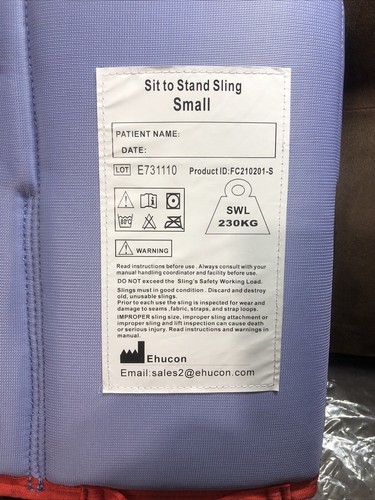 Sit to Stand Sling
Small
PATIENT NAME:
DATE:
LOT E731110 Product ID:FC210201-S
SWL
230KG
WARNING
Read instructions before use . Always consult with your
manual handling coordinator and facility before use.
DO NOT exceed the Sling's Safety Working Load.
Slings must in good condition . Discard and destroy
old, unusable slings.
Prior to each use the sling is inspected for wear and
damage to seams ,fabric, straps, and strap loops.
IMPROPER sling size, improper sling attachment or
improper sling and lift inspection can cause death
or serious injury. Read instructions and warnings in
manual.
Ehucon
Email:sales2@ehucon.com